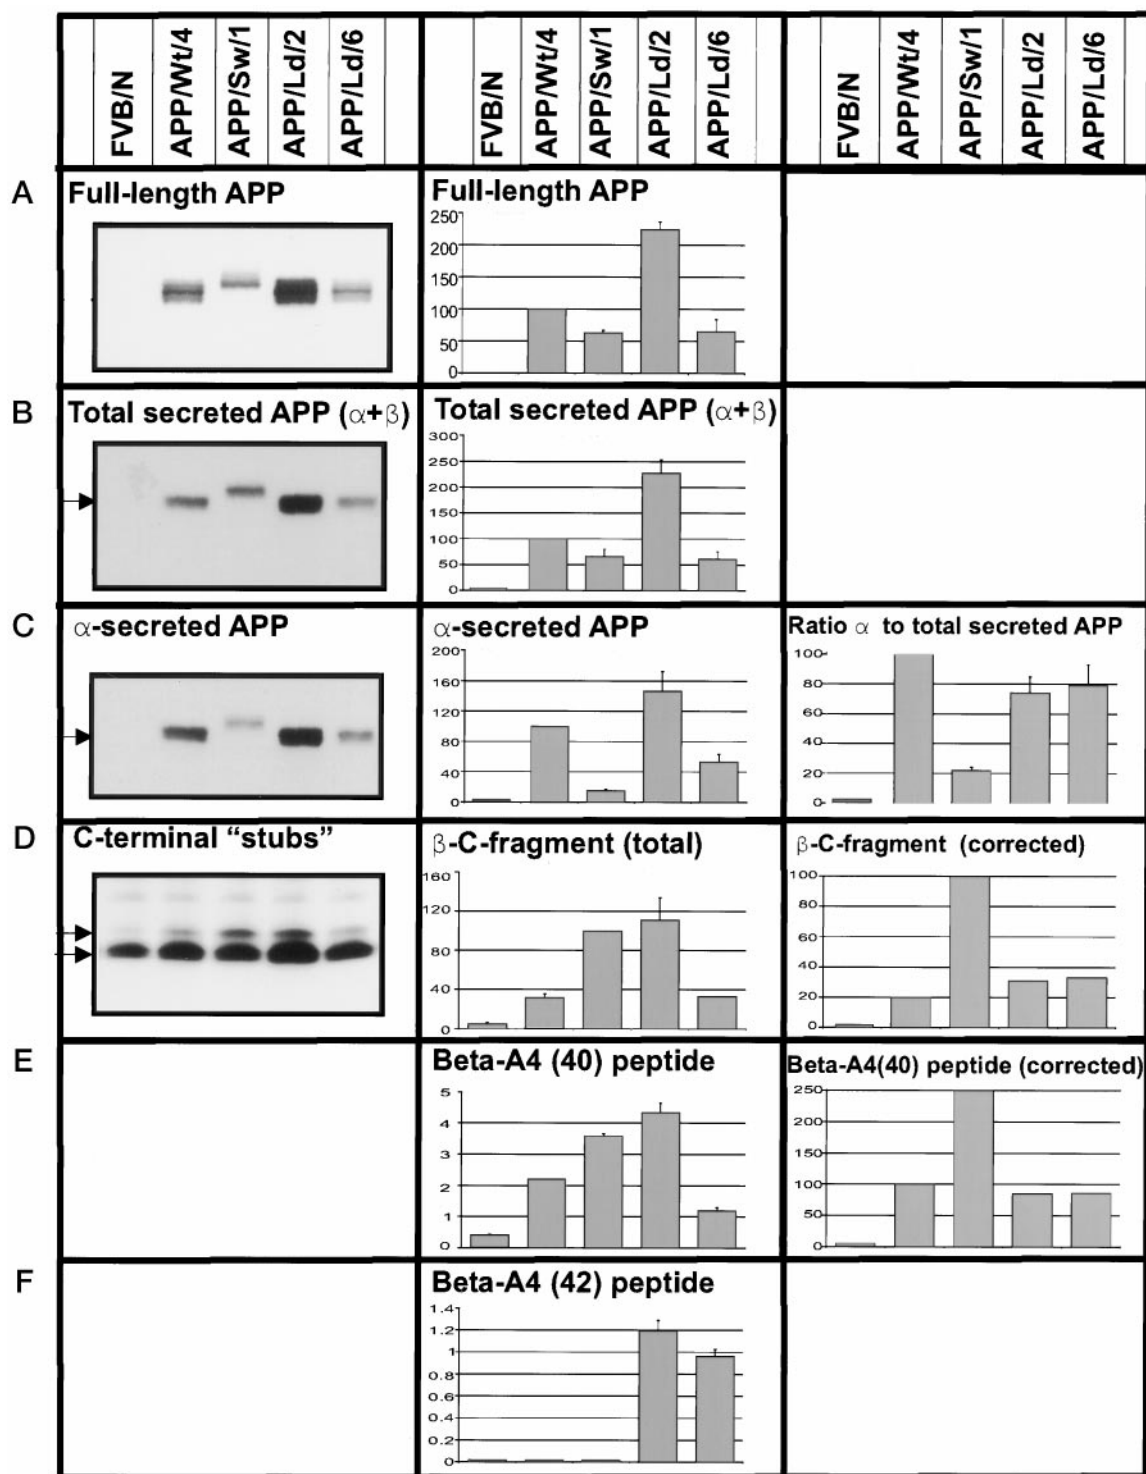 FVB/N APP/Wt/4 APP/Sw/1 APP/Ld/2 APP/Ld/6 FVB/N APP/Wt/4 APP/Sw/1 APP/Ld/2 APP/Ld/6 FVB/N APP/Wt/4 APP/Sw/1 APP/Ld/2 APP/Ld/6
A
Full-length APP
Full-length APP
250
200
150
100
50
0
B
Total secreted APP (α+β)
Total secreted APP (α+β)
300
250
200
150
100
50
0
C
α-secreted APP
α-secreted APP
200
160
120
80
40
0
Ratio α to total secreted APP
100
80
60
40
20
0
D
C-terminal “stubs”
β-C-fragment (total)
160
120
80
40
0
β-C-fragment (corrected)
100
80
60
40
20
0
E
Beta-A4 (40) peptide
5
4
3
2
1
0
Beta-A4(40) peptide (corrected)
250
200
150
100
50
0
F
Beta-A4 (42) peptide
1.4
1.2
1
0.8
0.6
0.4
0.2
0